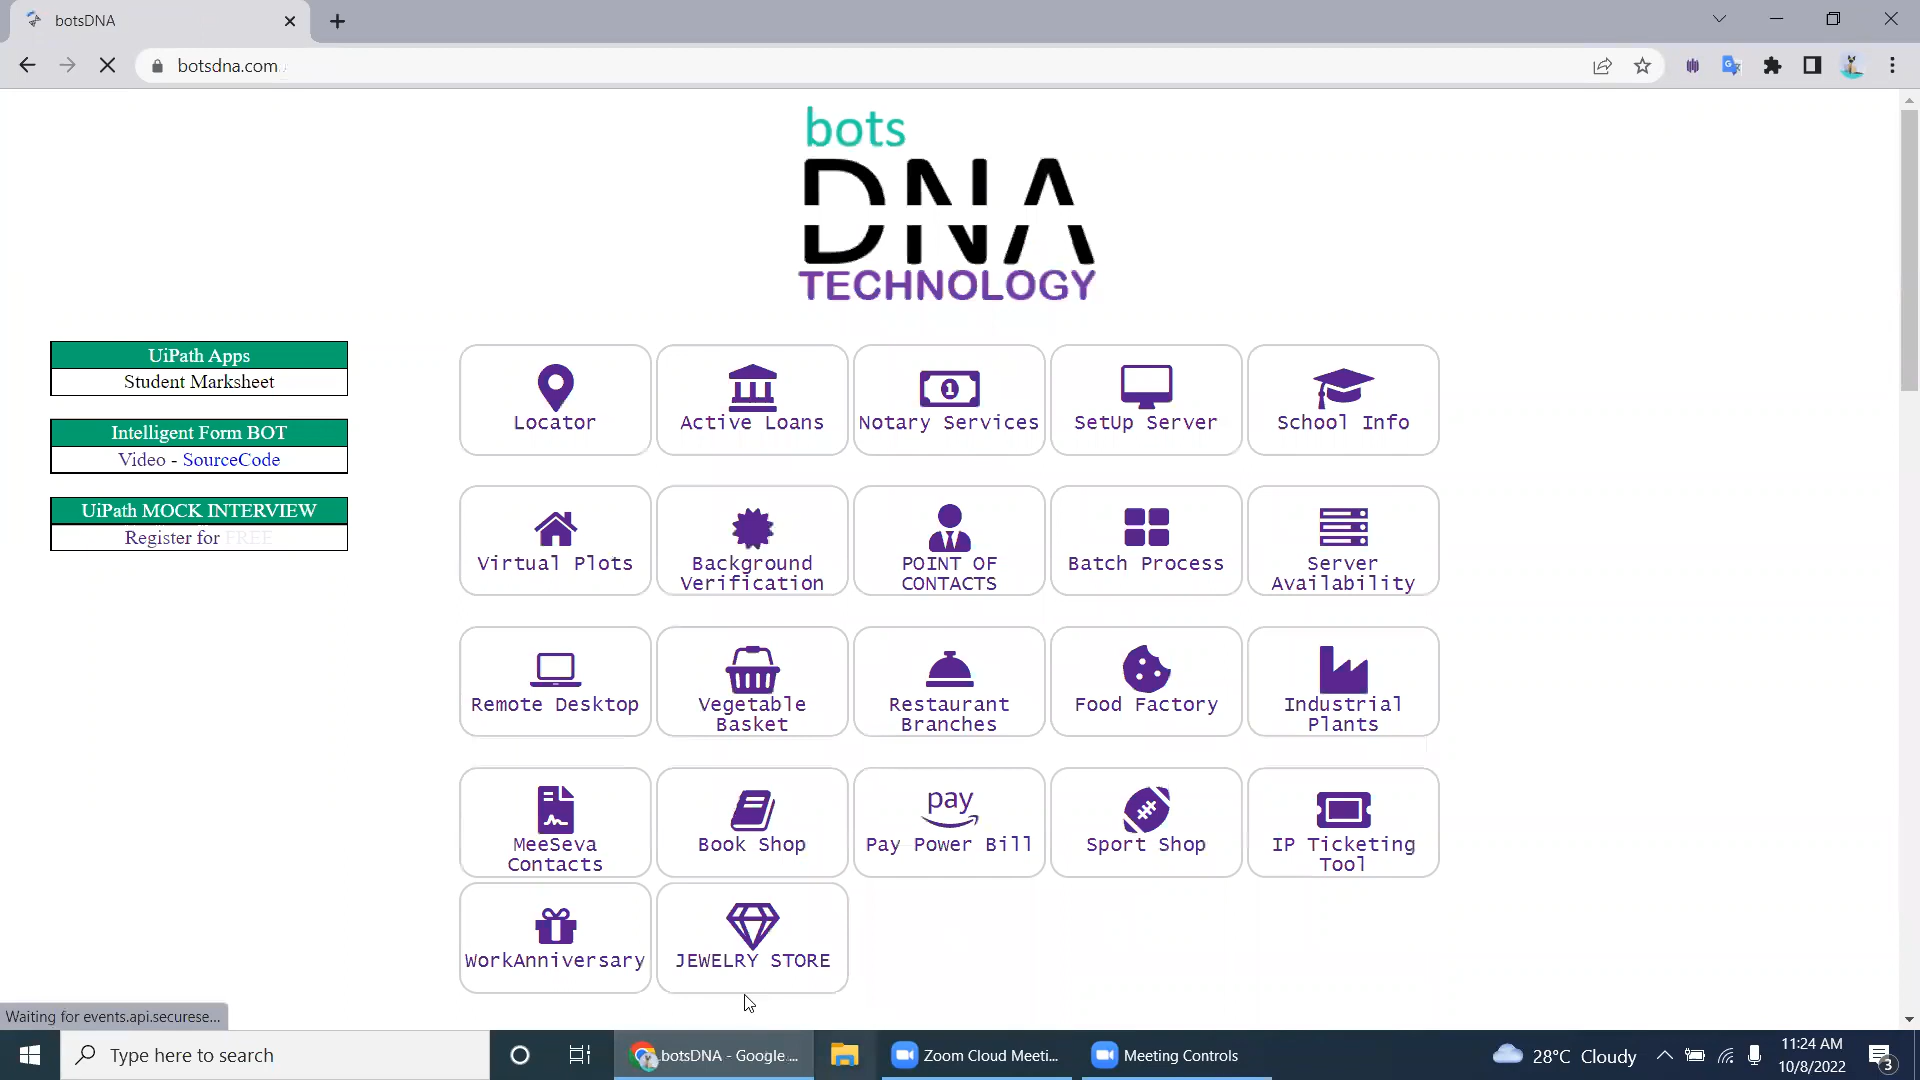 botsDNA
botsdna.com
bots
DNA
TECHNOLOGY
UiPath Apps
Student Marksheet
Intelligent Form BOT
Video - SourceCode
UiPath MOCK INTERVIEW
Register for FREE
Locator
Active Loans
Notary Services
SetUp Server
School Info
Virtual Plots
Background
Verification
POINT OF
CONTACTS
Batch Process
Server
Availability
Remote Desktop
Vegetable
Basket
Restaurant
Branches
Food Factory
Industrial
Plants
MeeSeva
Contacts
Book Shop
pay
Pay Power Bill
Sport Shop
IP Ticketing
Tool
WorkAnniversary
JEWELRY STORE
Waiting for events.api.securese...
Type here to search
botsDNA - Google ...
Zoom Cloud Meeti...
Meeting Controls
28°C Cloudy
11:24 AM
10/8/2022
3